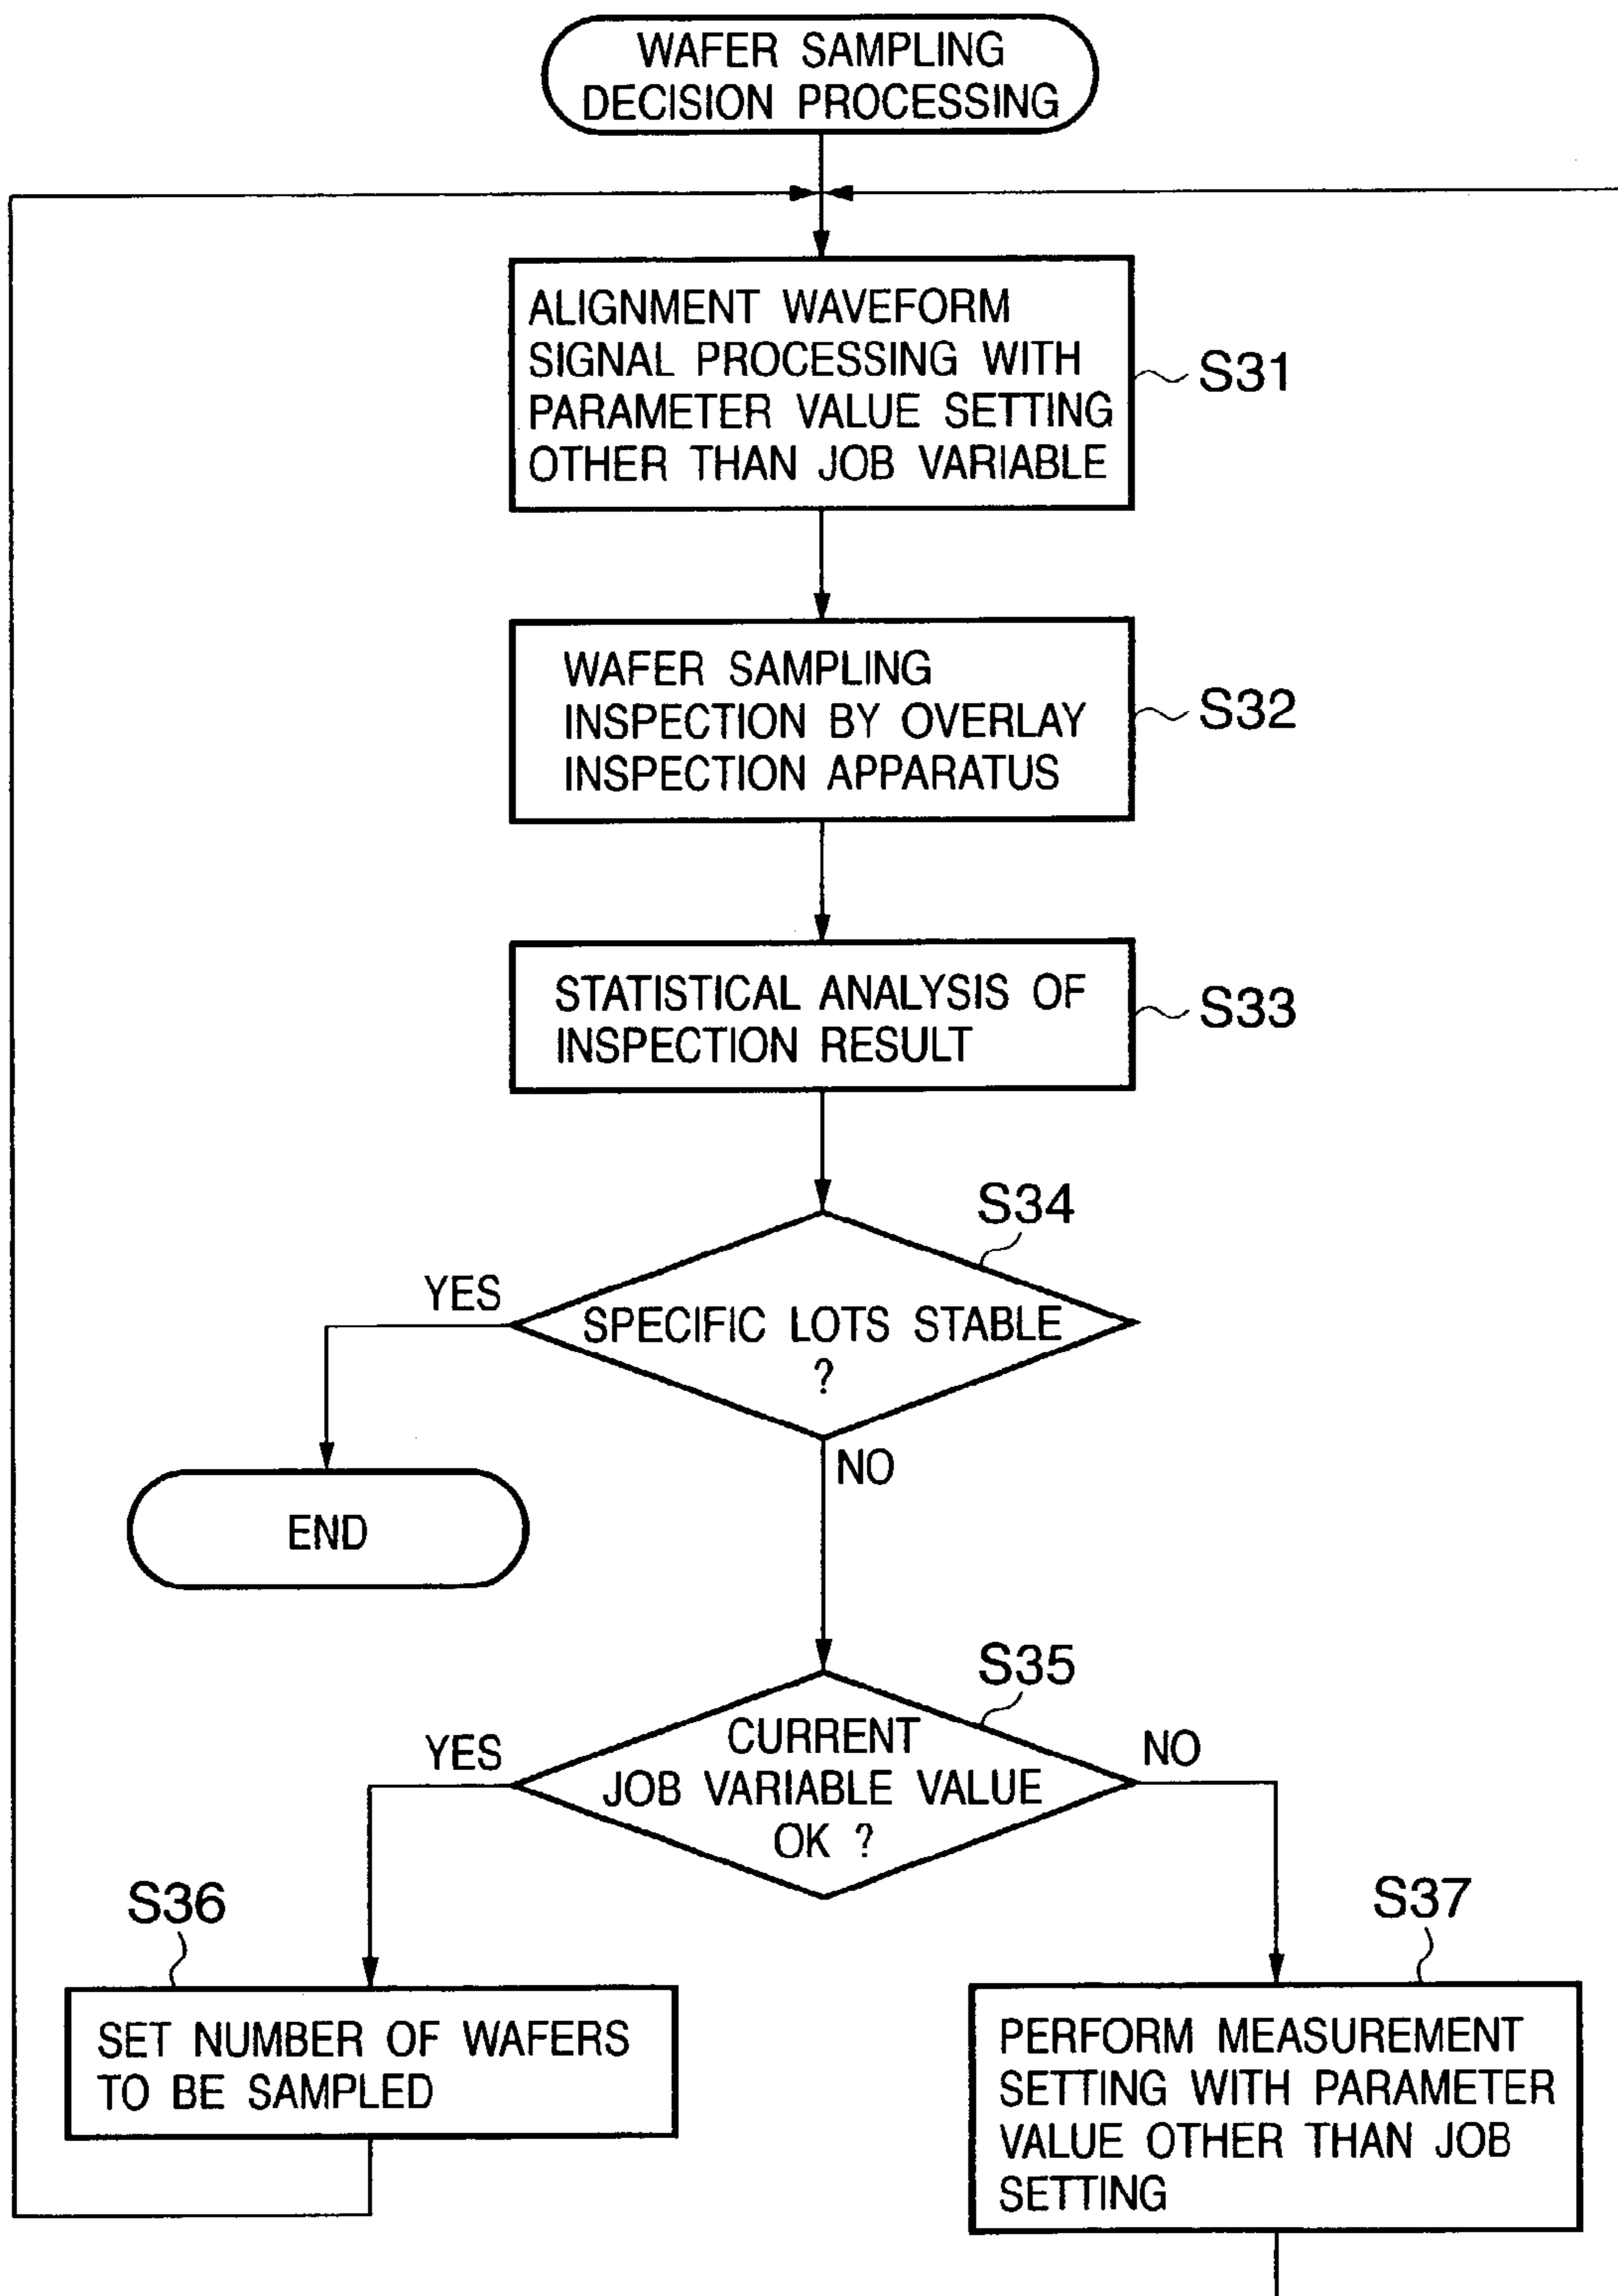 WAFER SAMPLING
DECISION PROCESSING
ALIGNMENT WAVEFORM
SIGNAL PROCESSING WITH
PARAMETER VALUE SETTING
OTHER THAN JOB VARIABLE
S31
WAFER SAMPLING
INSPECTION BY OVERLAY
INSPECTION APPARATUS
S32
STATISTICAL ANALYSIS OF
INSPECTION RESULT
S33
S34
YES
SPECIFIC LOTS STABLE
?
NO
END
S35
YES
CURRENT
JOB VARIABLE VALUE
OK ?
NO
S36
SET NUMBER OF WAFERS
TO BE SAMPLED
S37
PERFORM MEASUREMENT
SETTING WITH PARAMETER
VALUE OTHER THAN JOB
SETTING